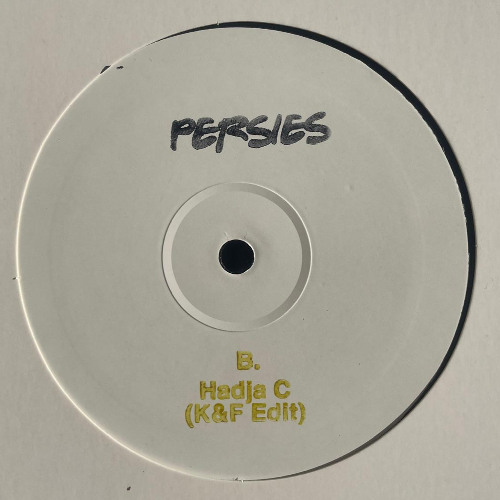 PERSIES
B.
Hadja C
(K&F Edit)